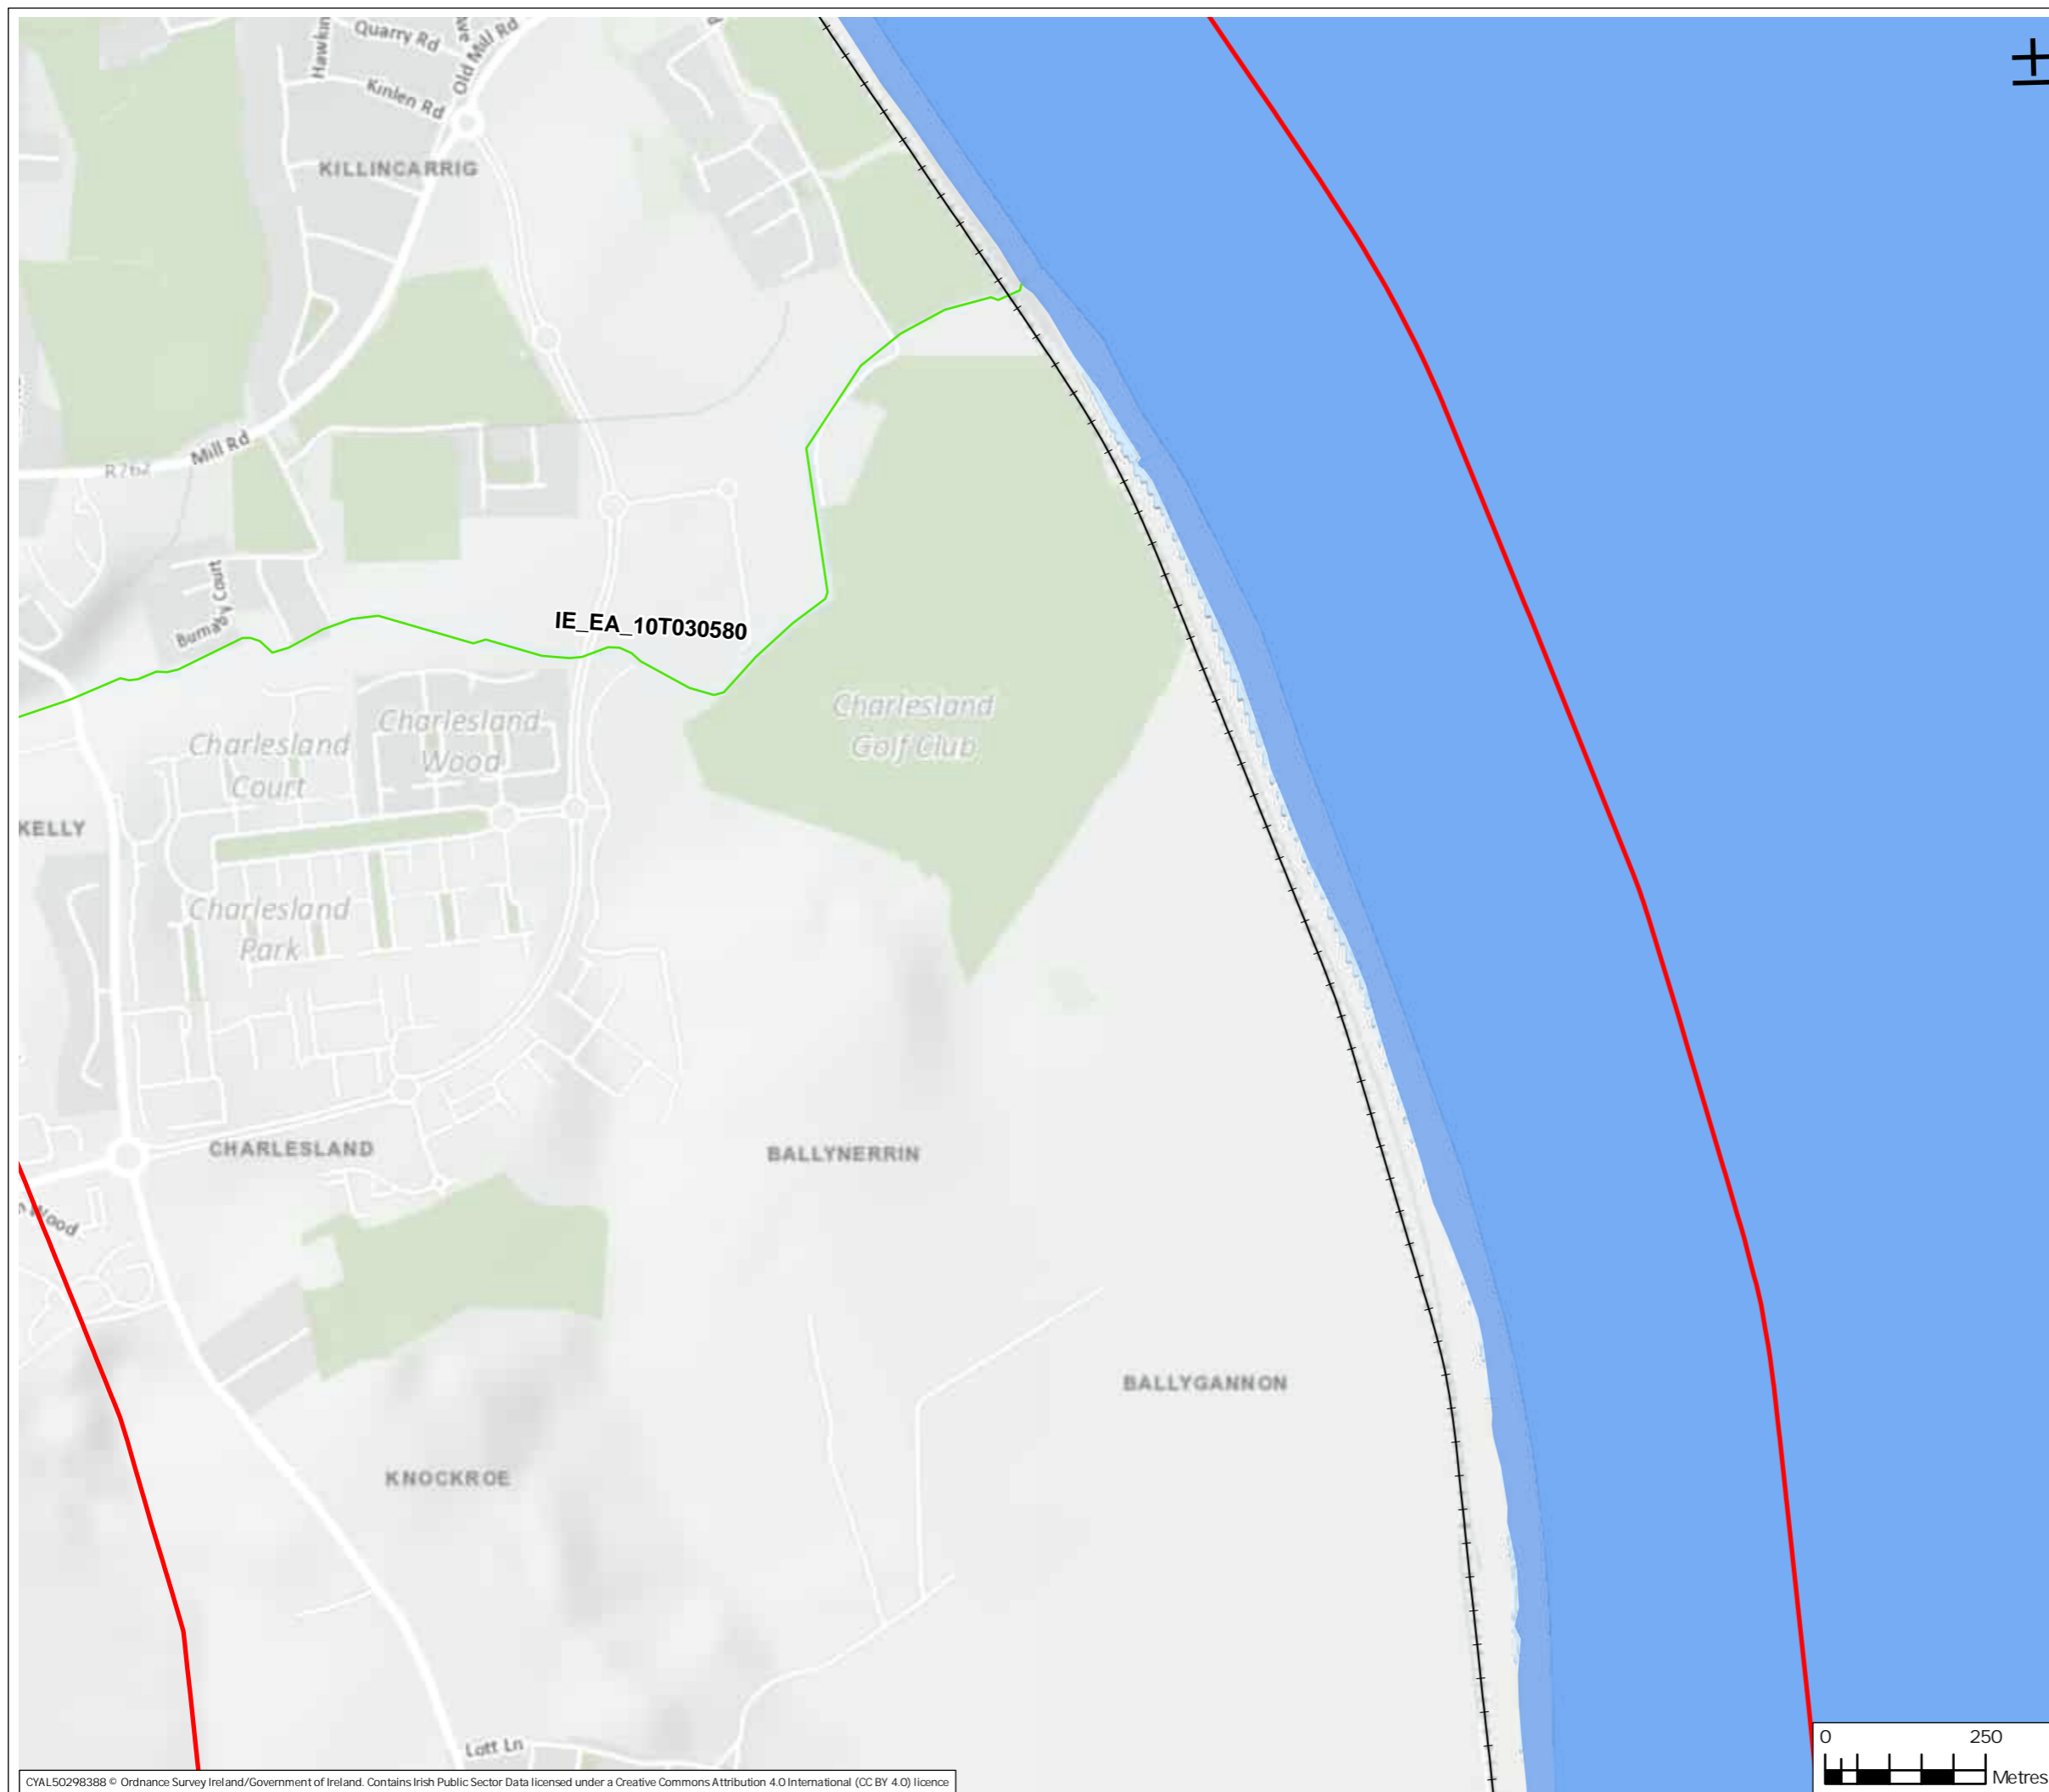 Quarry Rd
Old Mill Rd
Kinlen Rd
KILLINCARRIG
Mill Rd
R762
Burnaby Court
IE_EA_10T030580
Charlesland
Golf Club
Charlesland
Wood
Charlesland
Court
KELLY
Charlesland
Park
CHARLESLAND
BALLYNERRIN
Wood
BALLYGANNON
KNOCKROE
Lott Ln
0 250
Metres
CYAL50298388 © Ordnance Survey Ireland/Government of Ireland. Contains Irish Public Sector Data licensed under a Creative Commons Attribution 4.0 International (CC BY 4.0) licence